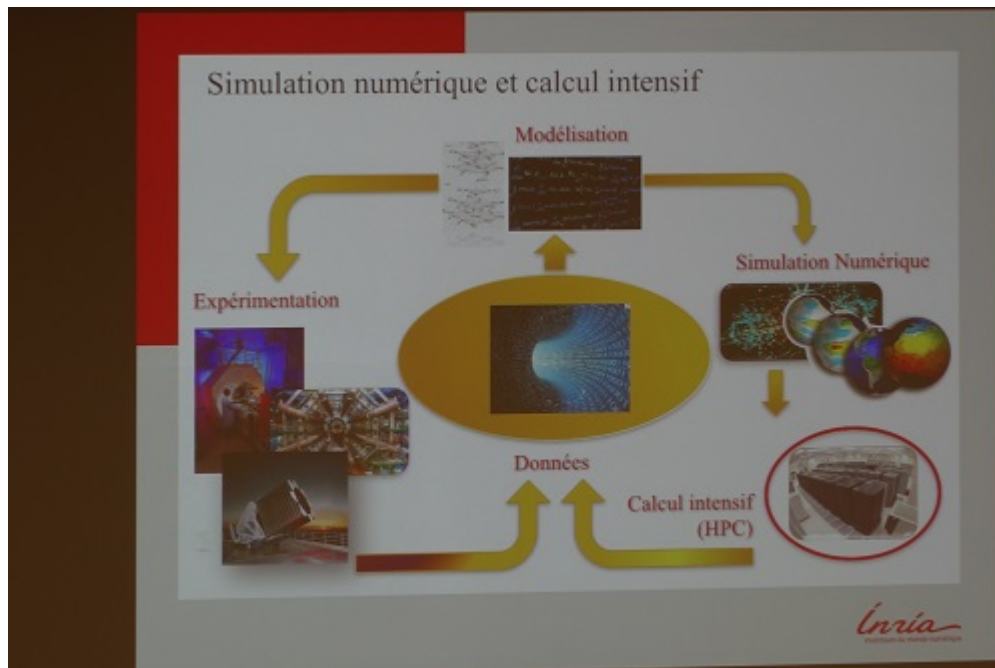 Simulation numérique et calcul intensif
Modélisation
Simulation Numérique
Expérimentation
Données
Calcul intensif
(HPC)
Inria